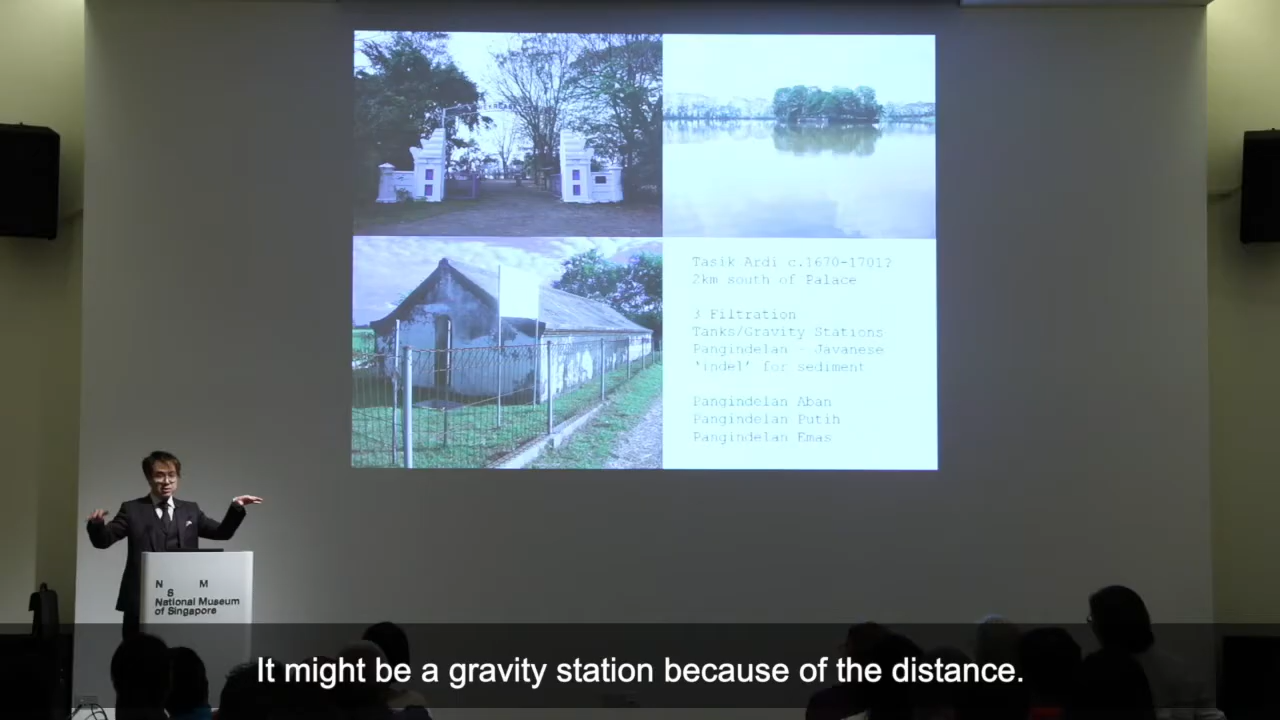 Tasik Ardi c.1670-1701?
2km south of Palace
3 Filtration
Tanks/Gravity Stations
Pangindelan - Javanese
'indel' for sediment
Pangindelan Aban
Pangindelan Putih
Pangindelan Emas
N M
S
National Museum
of Singapore
It might be a gravity station because of the distance.